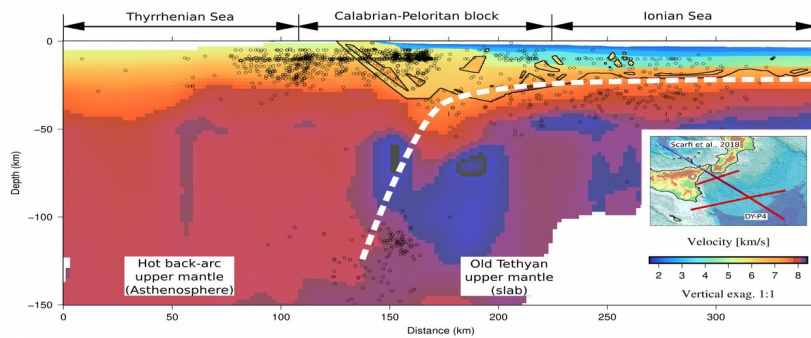 Thyrrhenian Sea
Calabrian-Peloritan block
Ionian Sea
0
−50
−100
−150
Depth (km)
Scarfì et al., 2018
DY-P4
Velocity [km/s]
2 3 4 5 6 7 8
Vertical exag. 1:1
Hot back-arc
upper mantle
(Asthenosphere)
Old Tethyan
upper mantle
(slab)
0 50 100 150 200 250 300
Distance (km)